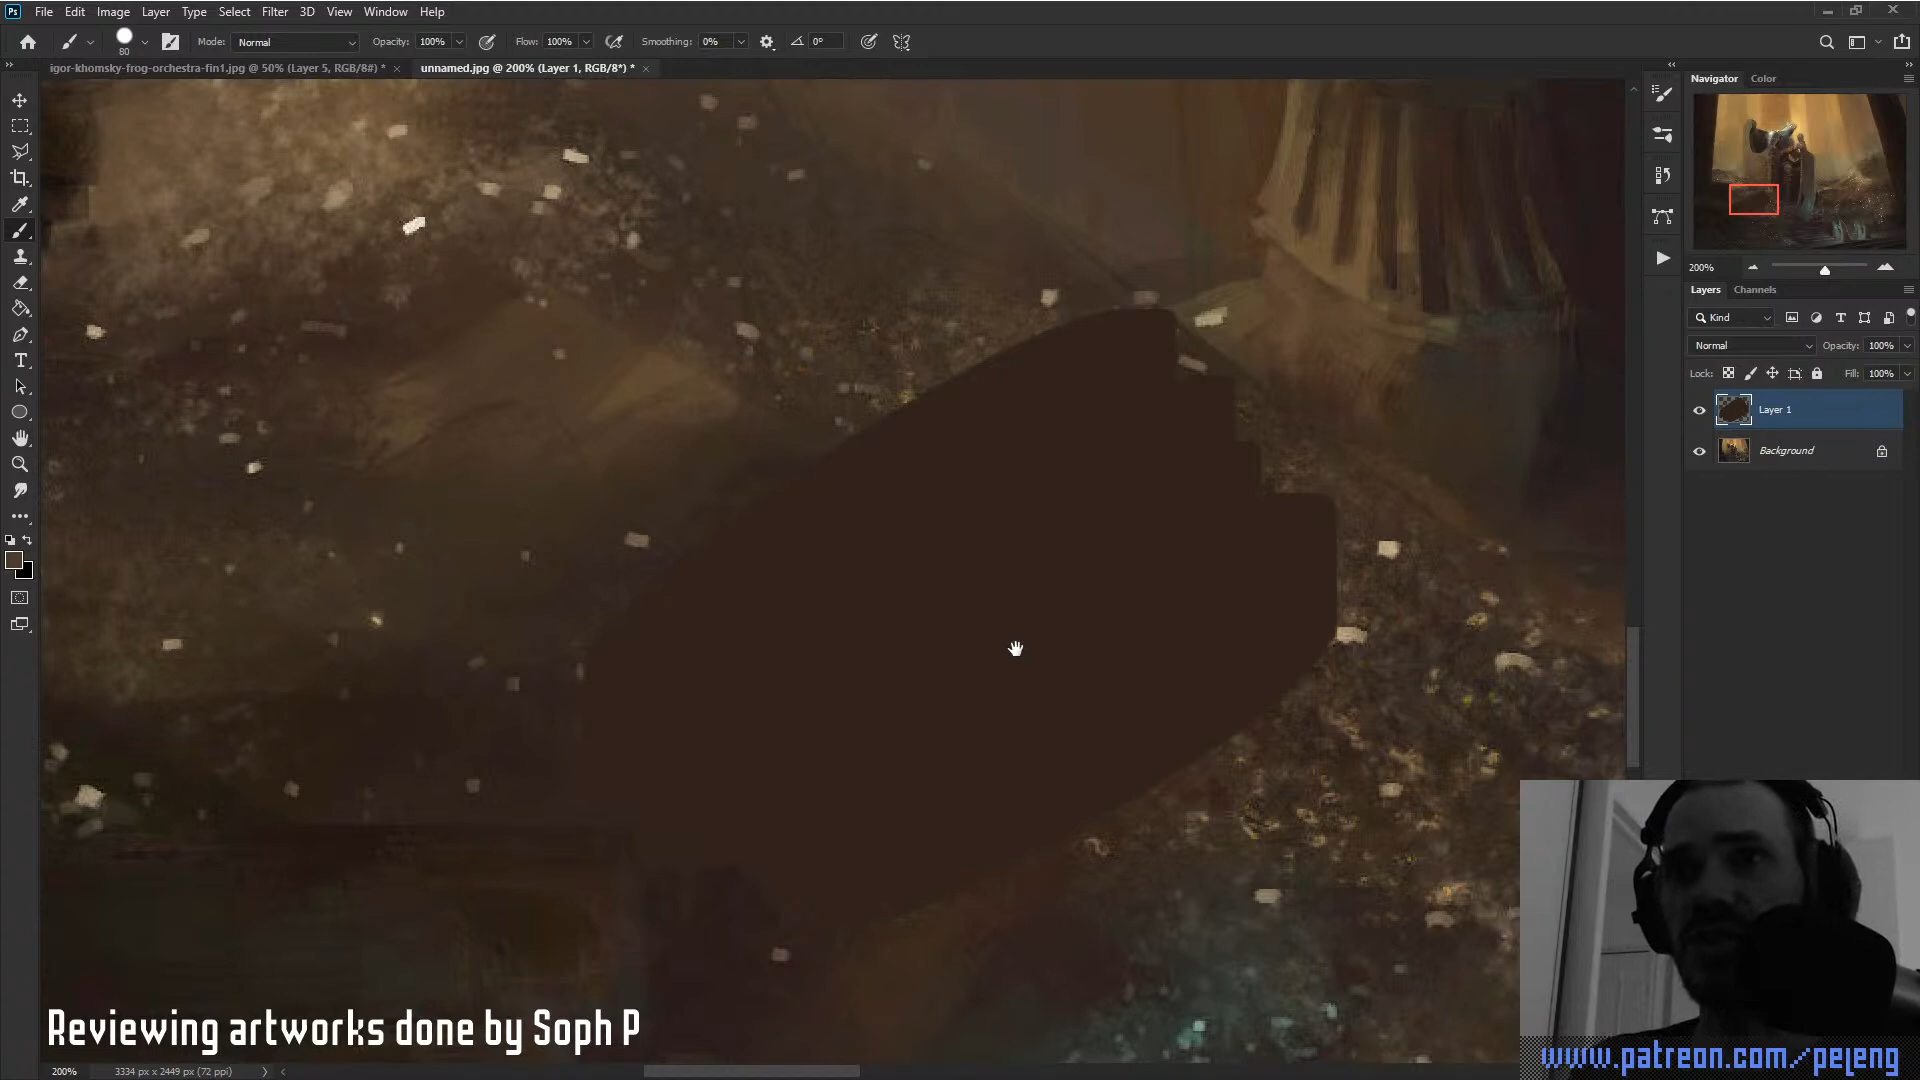 Ps File Edit Image Layer Type Select Filter 3D View Window Help
80 Mode: Normal Opacity: 100% Flow: 100% Smoothing: 0% 0°
igor-khomsky-frog-orchestra-fin1.jpg @ 50% (Layer 5, RGB/8#) * × unnamed.jpg @ 200% (Layer 1, RGB/8*) * ×
Navigator Color
200%
Layers Channels
Kind
Normal Opacity: 100%
Lock: Fill: 100%
Layer 1
Background
Reviewing artworks done by Soph P
www.patreon.com/peleng
200% 3334 px x 2449 px (72 ppi)